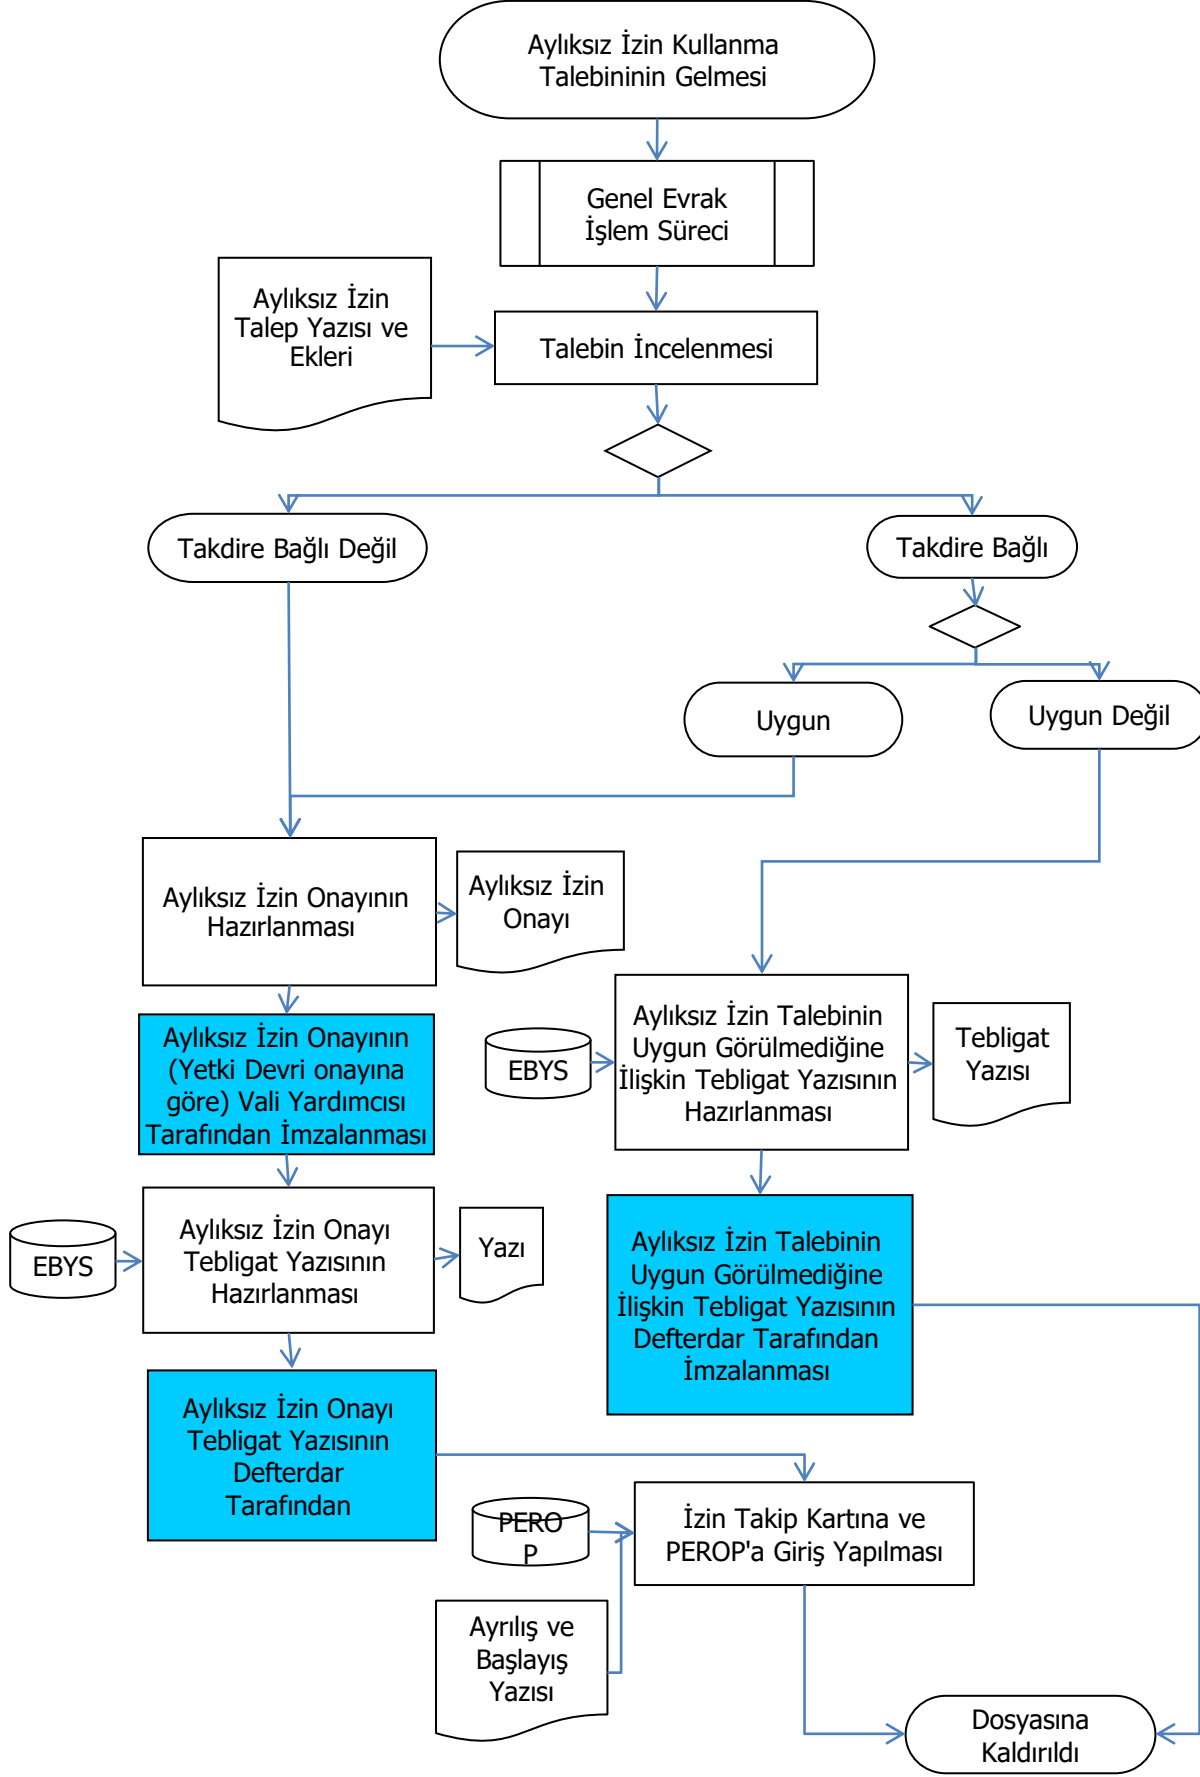 Aylıksız İzin Kullanma
Talebininin Gelmesi
Genel Evrak
İşlem Süreci
Aylıksız İzin
Talep Yazısı ve
Ekleri
Talebin İncelenmesi
Takdire Bağlı Değil
Takdire Bağlı
Uygun
Uygun Değil
Aylıksız İzin Onayının
Hazırlanması
Aylıksız İzin
Onayı
Aylıksız İzin Onayının
(Yetki Devri onayına
göre) Vali Yardımcısı
Tarafından İmzalanması
EBYS
Aylıksız İzin Talebinin
Uygun Görülmediğine
İlişkin Tebligat Yazısının
Hazırlanması
Tebligat
Yazısı
EBYS
Aylıksız İzin Onayı
Tebligat Yazısının
Hazırlanması
Yazı
Aylıksız İzin Talebinin
Uygun Görülmediğine
İlişkin Tebligat Yazısının
Defterdar Tarafından
İmzalanması
Aylıksız İzin Onayı
Tebligat Yazısının
Defterdar
Tarafından
PERO
P
İzin Takip Kartına ve
PEROP'a Giriş Yapılması
Ayrılış ve
Başlayış
Yazısı
Dosyasına
Kaldırıldı